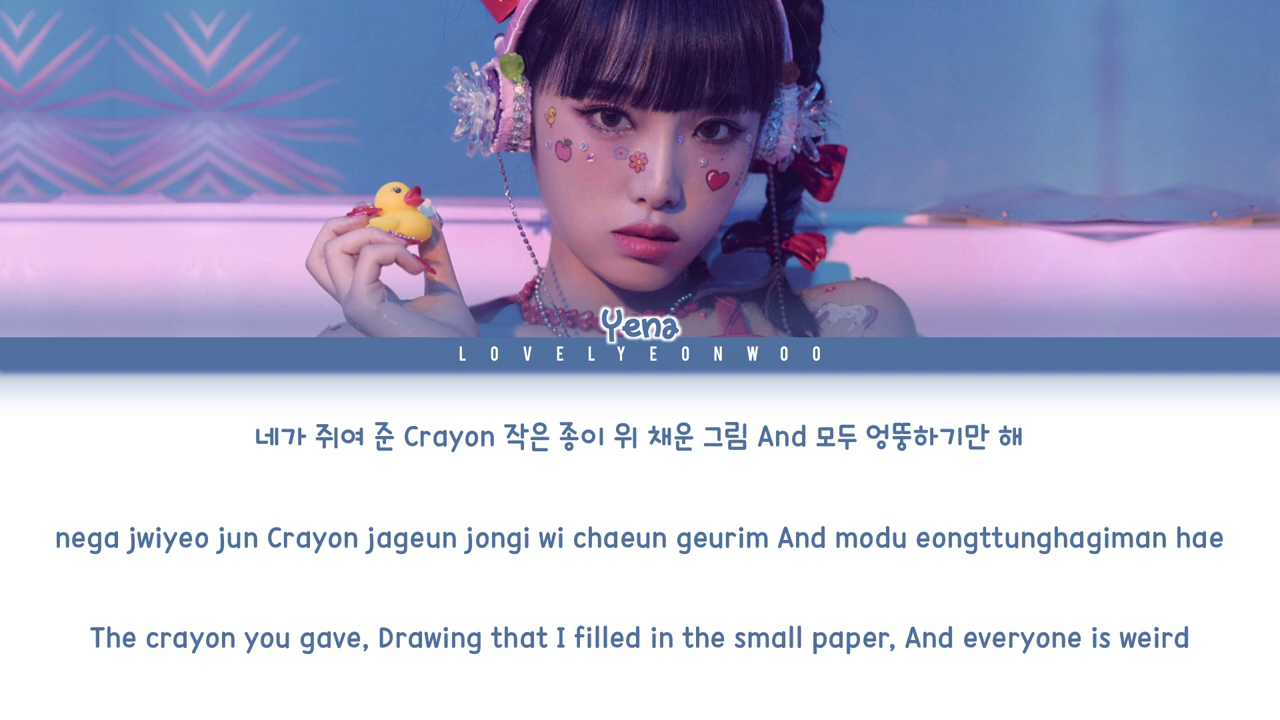 Yena
LOVELYEONWOO
네가 쥐여 준 Crayon 작은 종이 위 채운 그림 And 모두 엉뚱하기만 해
nega jwiyeo jun Crayon jageun jongi wi chaeun geurim And modu eongttunghagiman hae
The crayon you gave, Drawing that I filled in the small paper, And everyone is weird